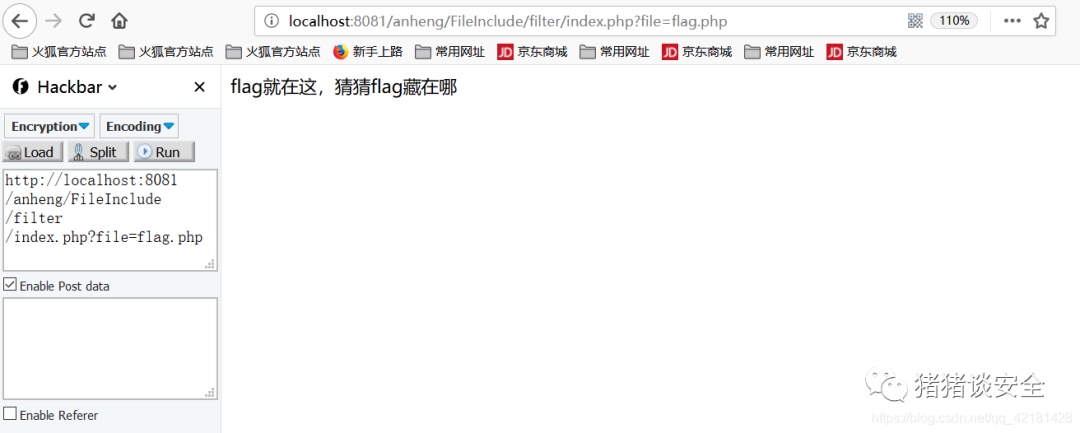 localhost:8081/anheng/FileInclude/filter/index.php?file=flag.php
110%
火狐官方站点 火狐官方站点 火狐官方站点 新手上路 常用网址 JD 京东商城 常用网址 JD 京东商城 常用网址 JD 京东商城
Hackbar
flag就在这，猜猜flag藏在哪
Encryption Encoding
Load Split Run
http://localhost:8081
/anheng/FileInclude
/filter
/index.php?file=flag.php
Enable Post data
Enable Referer
猪猪谈安全
https://blog.csdn.net/qq_42181428